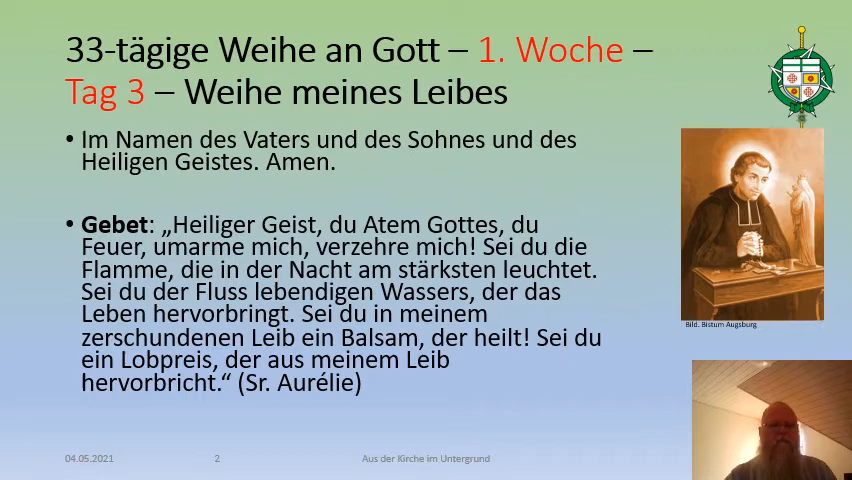 33-tägige Weihe an Gott – 1. Woche –
Tag 3 – Weihe meines Leibes
• Im Namen des Vaters und des Sohnes und des
Heiligen Geistes. Amen.
• Gebet: „Heiliger Geist, du Atem Gottes, du
Feuer, umarme mich, verzehre mich! Sei du die
Flamme, die in der Nacht am stärksten leuchtet.
Sei du der Fluss lebendigen Wassers, der das
Leben hervorbringt. Sei du in meinem
zerschundenen Leib ein Balsam, der heilt! Sei du
ein Lobpreis, der aus meinem Leib
hervorbricht.“ (Sr. Aurélie)
Bild. Bistum Augsburg
04.05.2021
2
Aus der Kirche im Untergrund